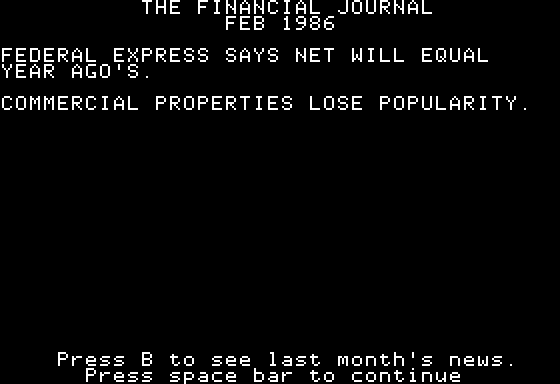 THE FINANCIAL JOURNAL
FEB 1986
FEDERAL EXPRESS SAYS NET WILL EQUAL
YEAR AGO'S.
COMMERCIAL PROPERTIES LOSE POPULARITY.
Press B to see last month's news.
Press space bar to continue